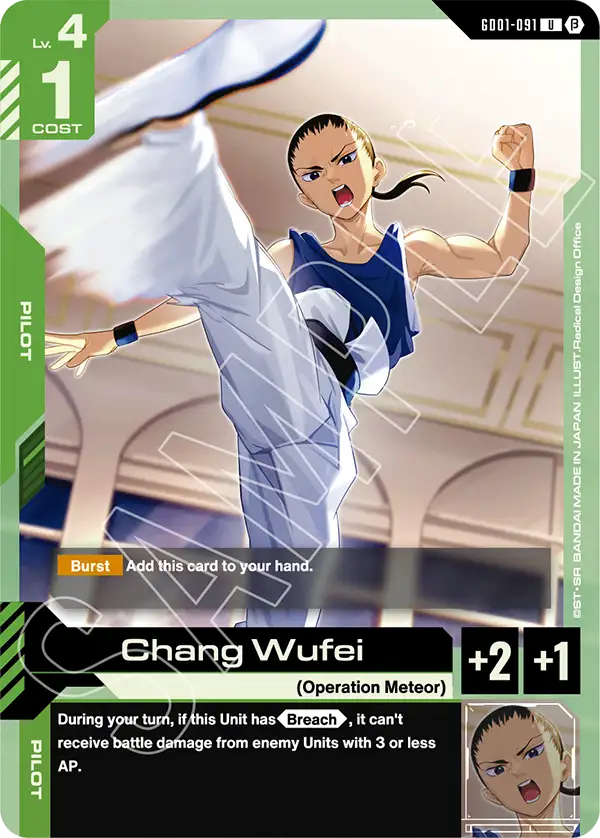 Lv. 4
1
COST
GD01-091 U β
PILOT
©ST・SR BANDAI MADE IN JAPAN ILLUST.Radical Design Office
SAMPLE
Burst Add this card to your hand.
Chang Wufei
+2 +1
(Operation Meteor)
PILOT
During your turn, if this Unit has Breach, it can't
receive battle damage from enemy Units with 3 or less
AP.